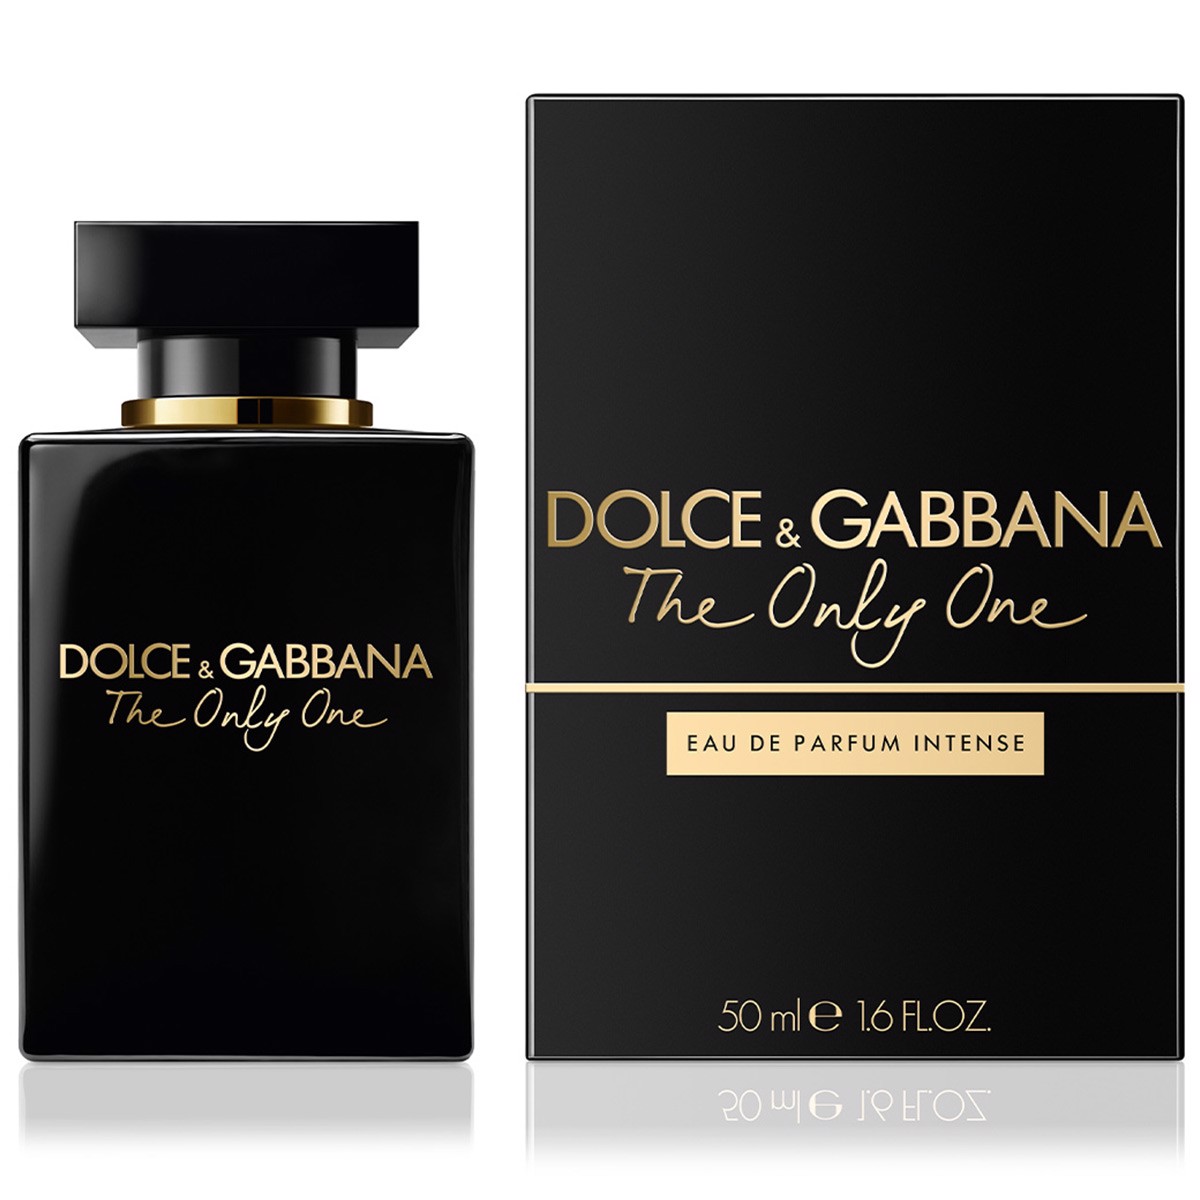 DOLCE & GABBANA
The Only One
DOLCE & GABBANA
The Only One
EAU DE PARFUM INTENSE
50 ml e 1.6 FL.OZ.